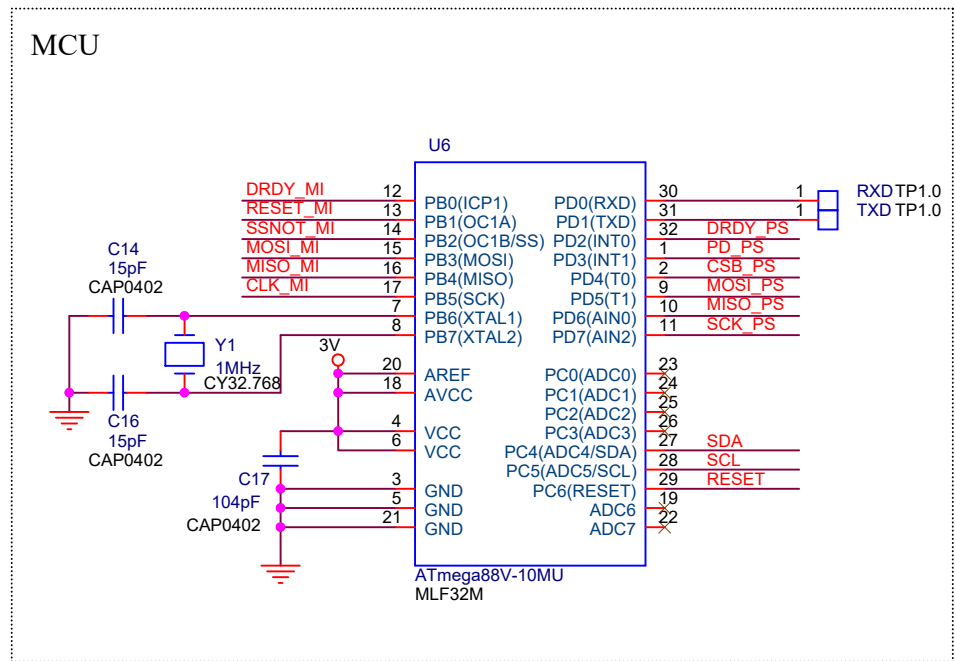 MCU
U6
DRDY_MI 12 PB0(ICP1) PD0(RXD) 30 1 RXD TP1.0
RESET_MI 13 PB1(OC1A) PD1(TXD) 31 1 TXD TP1.0
SSNOT_MI 14 PB2(OC1B/SS) PD2(INT0) 32 DRDY_PS
MOSI_MI 15 PB3(MOSI) PD3(INT1) 1 PD_PS
MISO_MI 16 PB4(MISO) PD4(T0) 2 CSB_PS
CLK_MI 17 PB5(SCK) PD5(T1) 9 MOSI_PS
7 PB6(XTAL1) PD6(AIN0) 10 MISO_PS
8 PB7(XTAL2) PD7(AIN2) 11 SCK_PS
C14
15pF
CAP0402
Y1
1MHz
CY32.768
C16
15pF
CAP0402
3V
20 AREF PC0(ADC0) 23
18 AVCC PC1(ADC1) 24
PC2(ADC2) 25
4 VCC PC3(ADC3) 26
6 VCC PC4(ADC4/SDA) 27 SDA
PC5(ADC5/SCL) 28 SCL
3 GND PC6(RESET) 29 RESET
5 GND ADC6 19
21 GND ADC7 22
C17
104pF
CAP0402
ATmega88V-10MU
MLF32M